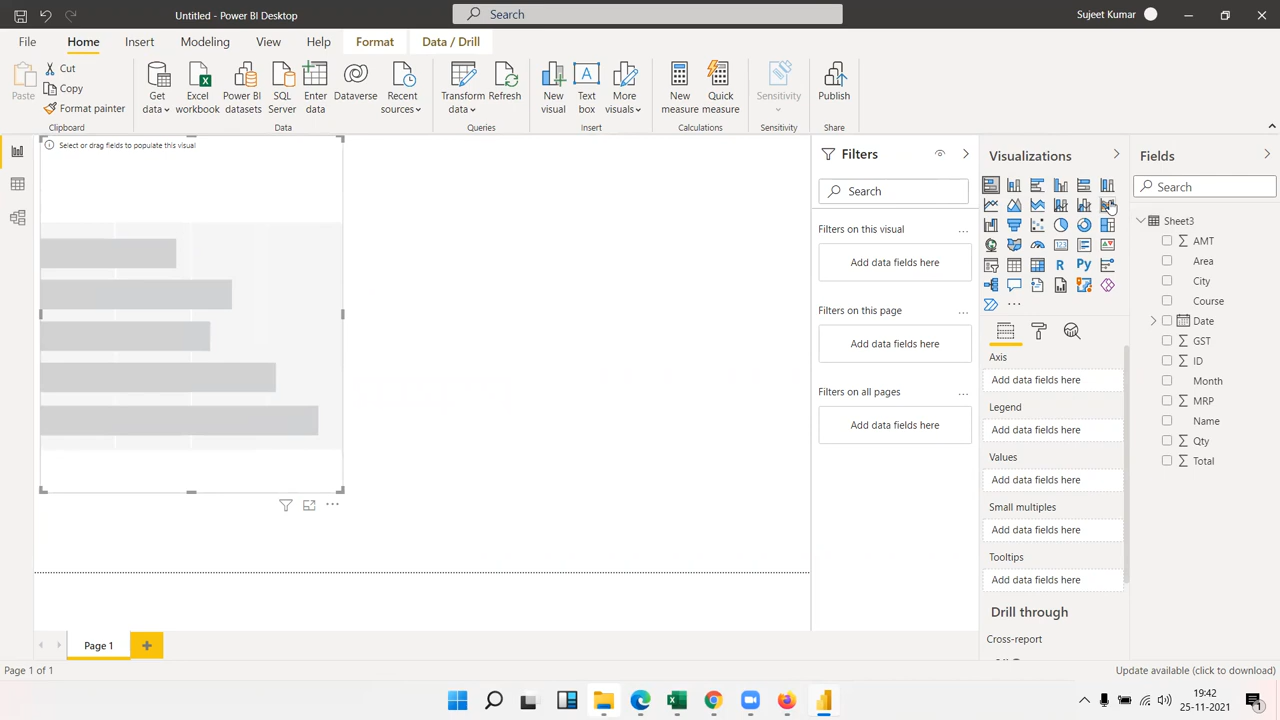 Untitled - Power BI Desktop
Search
Sujeet Kumar
File
Home
Insert
Modeling
View
Help
Format
Data / Drill
Paste
Cut
Copy
Format painter
Clipboard
Get data
Excel workbook
Power BI datasets
SQL Server
Enter data
Dataverse
Recent sources
Data
Transform data
Refresh
Queries
New visual
Text box
More visuals
Insert
New measure
Quick measure
Calculations
Sensitivity
Sensitivity
Publish
Share
Select or drag fields to populate this visual
Filters
Search
Filters on this visual
Add data fields here
Filters on this page
Add data fields here
Filters on all pages
Add data fields here
Visualizations
R
Py
123
Axis
Add data fields here
Legend
Add data fields here
Values
Add data fields here
Small multiples
Add data fields here
Tooltips
Add data fields here
Drill through
Cross-report
Fields
Search
Sheet3
AMT
Area
City
Course
Date
GST
ID
Month
MRP
Name
Qty
Total
Page 1
Page 1 of 1
Update available (click to download)
19:42
25-11-2021
1